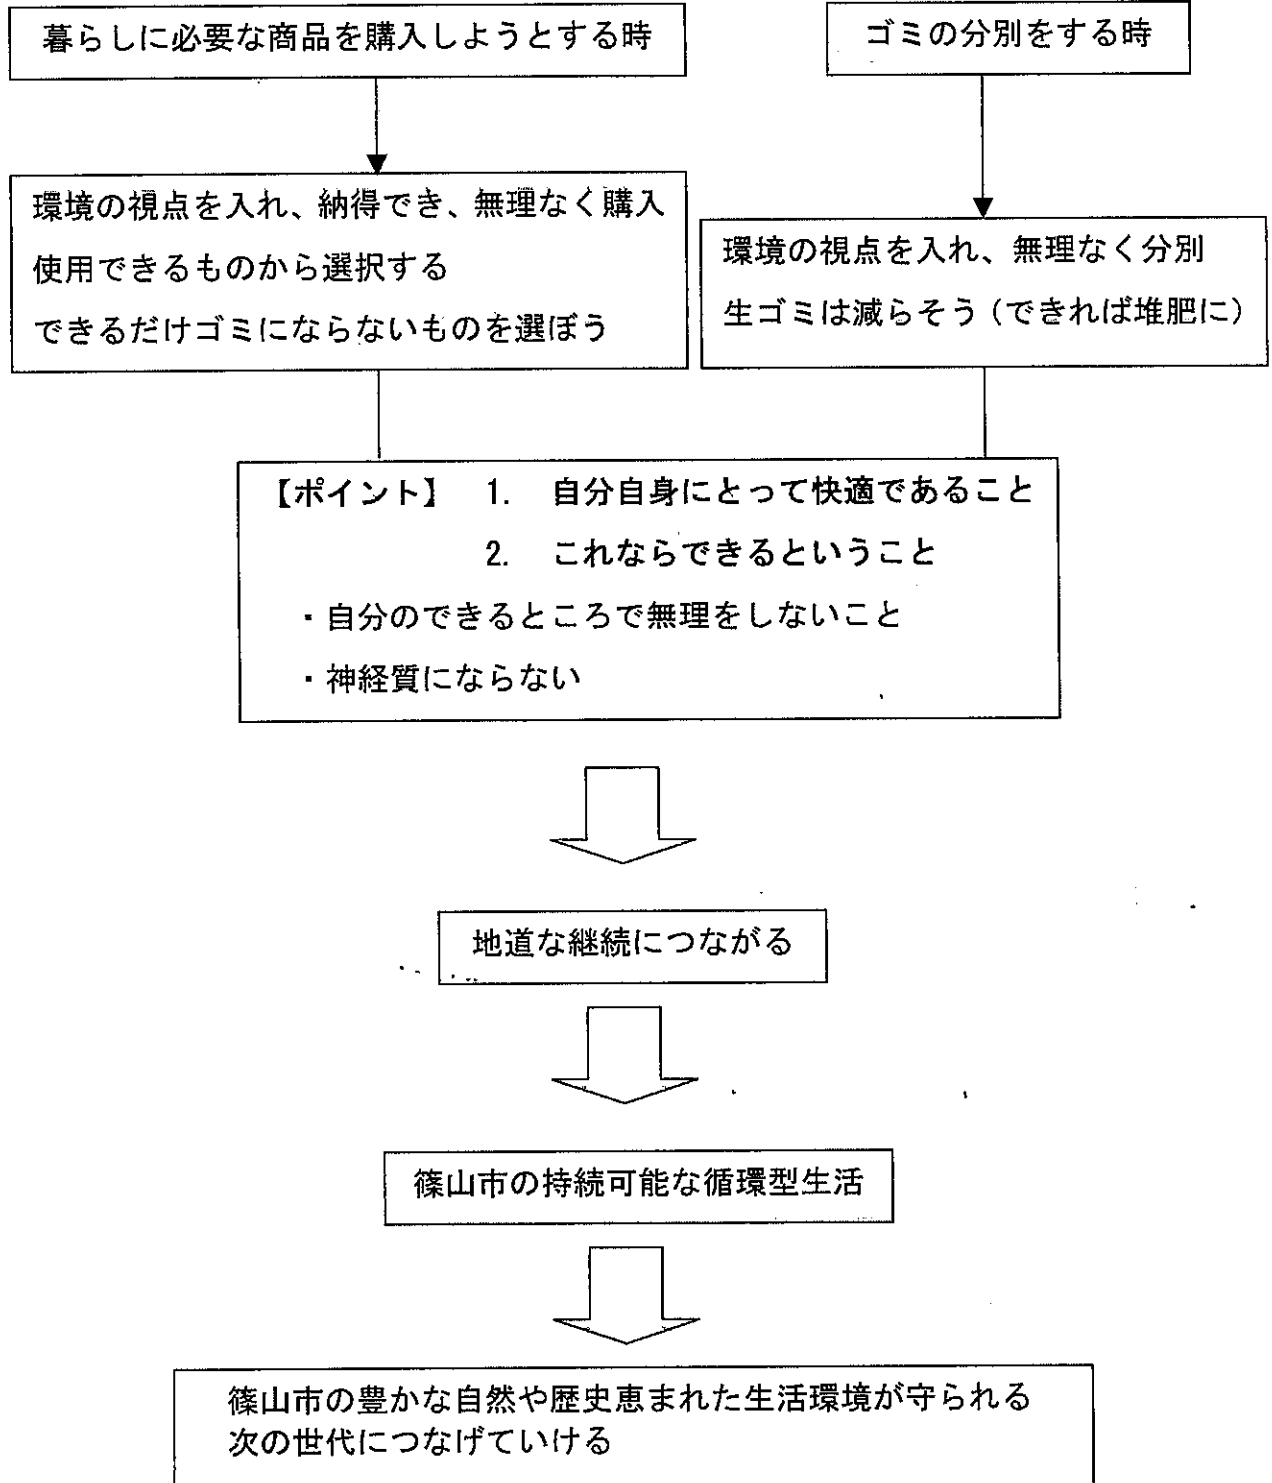 暮らしに必要な商品を購入しようとする時
ゴミの分別をする時
環境の視点を入れ、納得でき、無理なく購入
使用できるものから選択する
できるだけゴミにならないものを選ぼう
環境の視点を入れ、無理なく分別
生ゴミは減らそう（できれば堆肥に）
【ポイント】 1. 自分自身にとって快適であること
2. これならできるということ
・自分のできるところで無理をしないこと
・神経質にならない
地道な継続につながる
篠山市の持続可能な循環型生活
篠山市の豊かな自然や歴史恵まれた生活環境が守られる
次の世代につなげていける